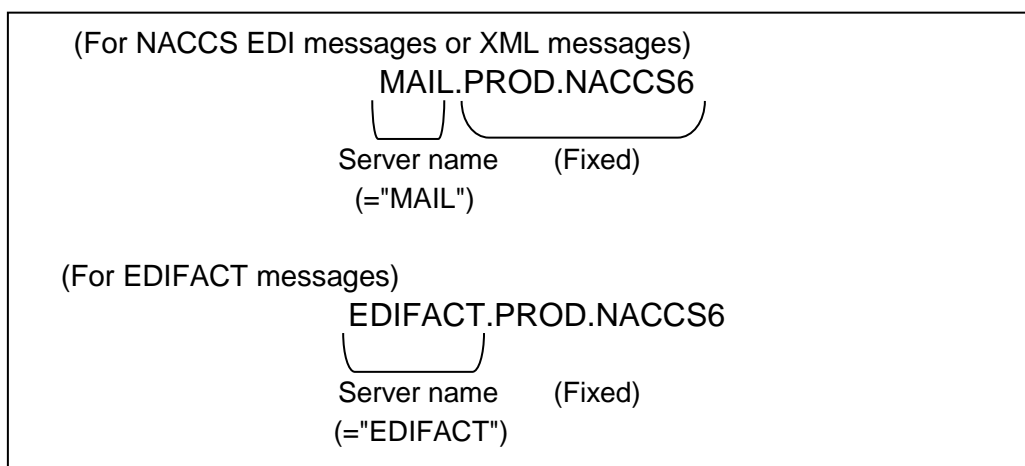 (For NACCS EDI messages or XML messages)
MAIL.PROD.NACCS6
Server name (Fixed)
(="MAIL")
(For EDIFACT messages)
EDIFACT.PROD.NACCS6
Server name (Fixed)
(="EDIFACT")